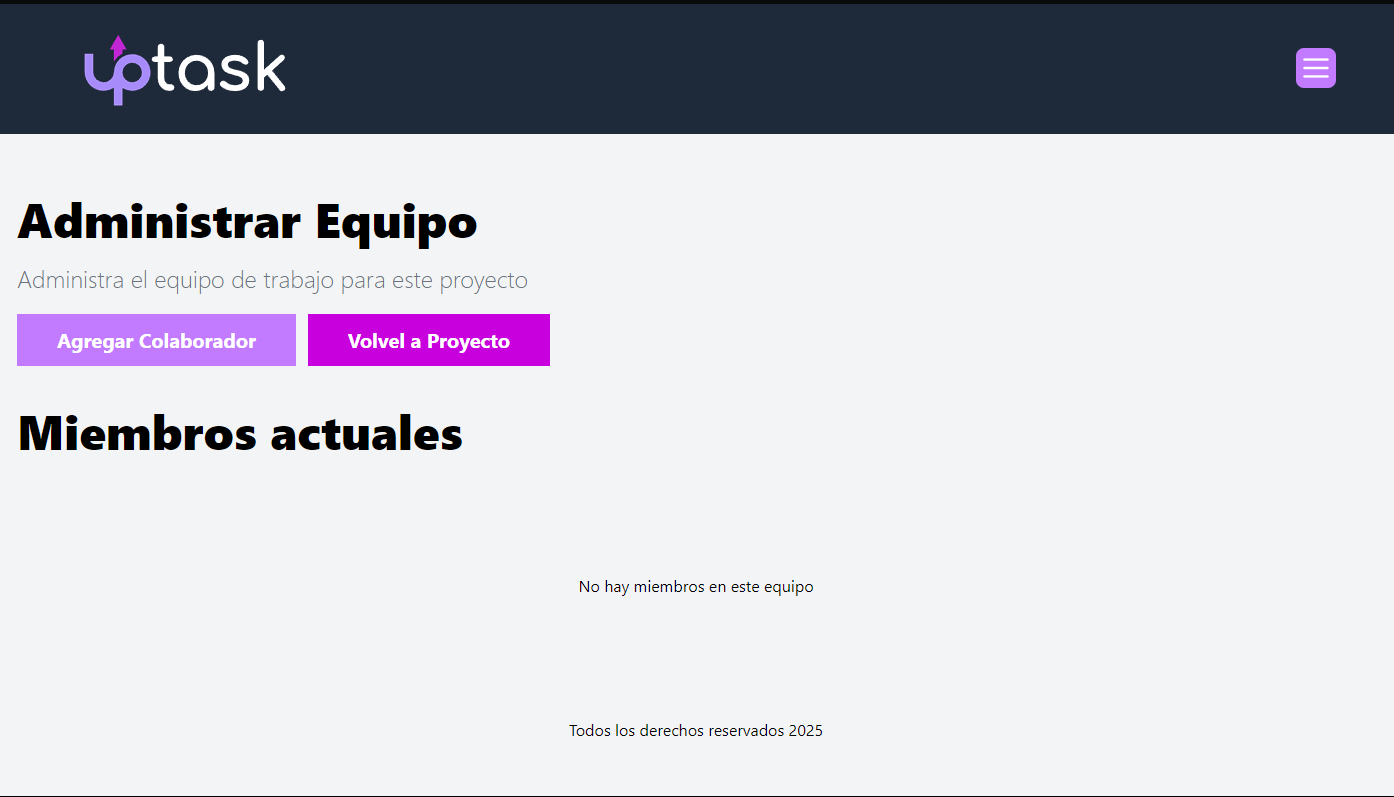 uptask
Administrar Equipo
Administra el equipo de trabajo para este proyecto
Agregar Colaborador
Volvel a Proyecto
Miembros actuales
No hay miembros en este equipo
Todos los derechos reservados 2025